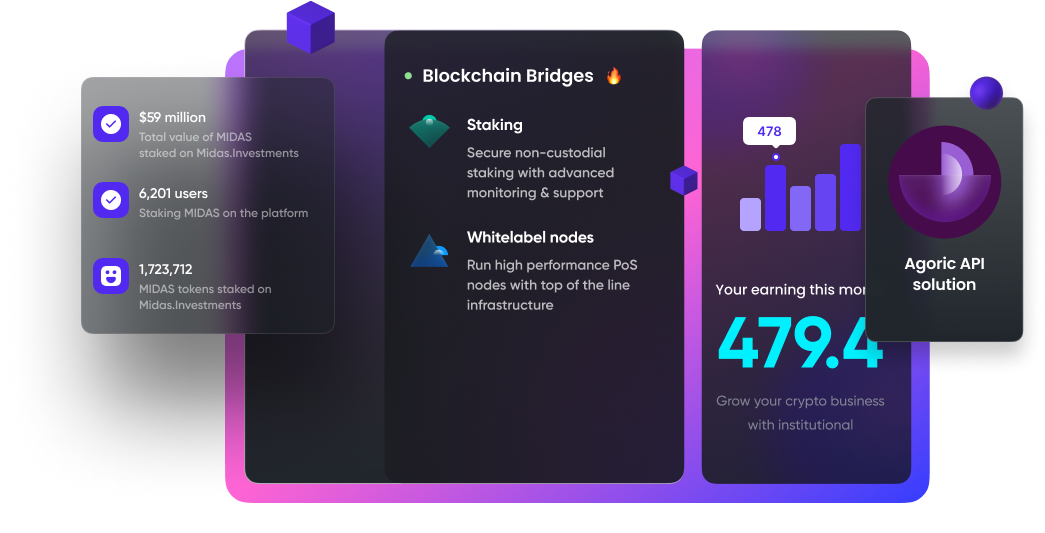 $59 million
Total value of MIDAS
staked on Midas.Investments
6,201 users
Staking MIDAS on the platform
1,723,712
MIDAS tokens staked on
Midas.Investments
Blockchain Bridges 🔥
Staking
Secure non-custodial
staking with advanced
monitoring & support
Whitelabel nodes
Run high performance PoS
nodes with top of the line
infrastructure
478
Your earning this mon
479.4
Grow your crypto business
with institutional
Agoric API
solution